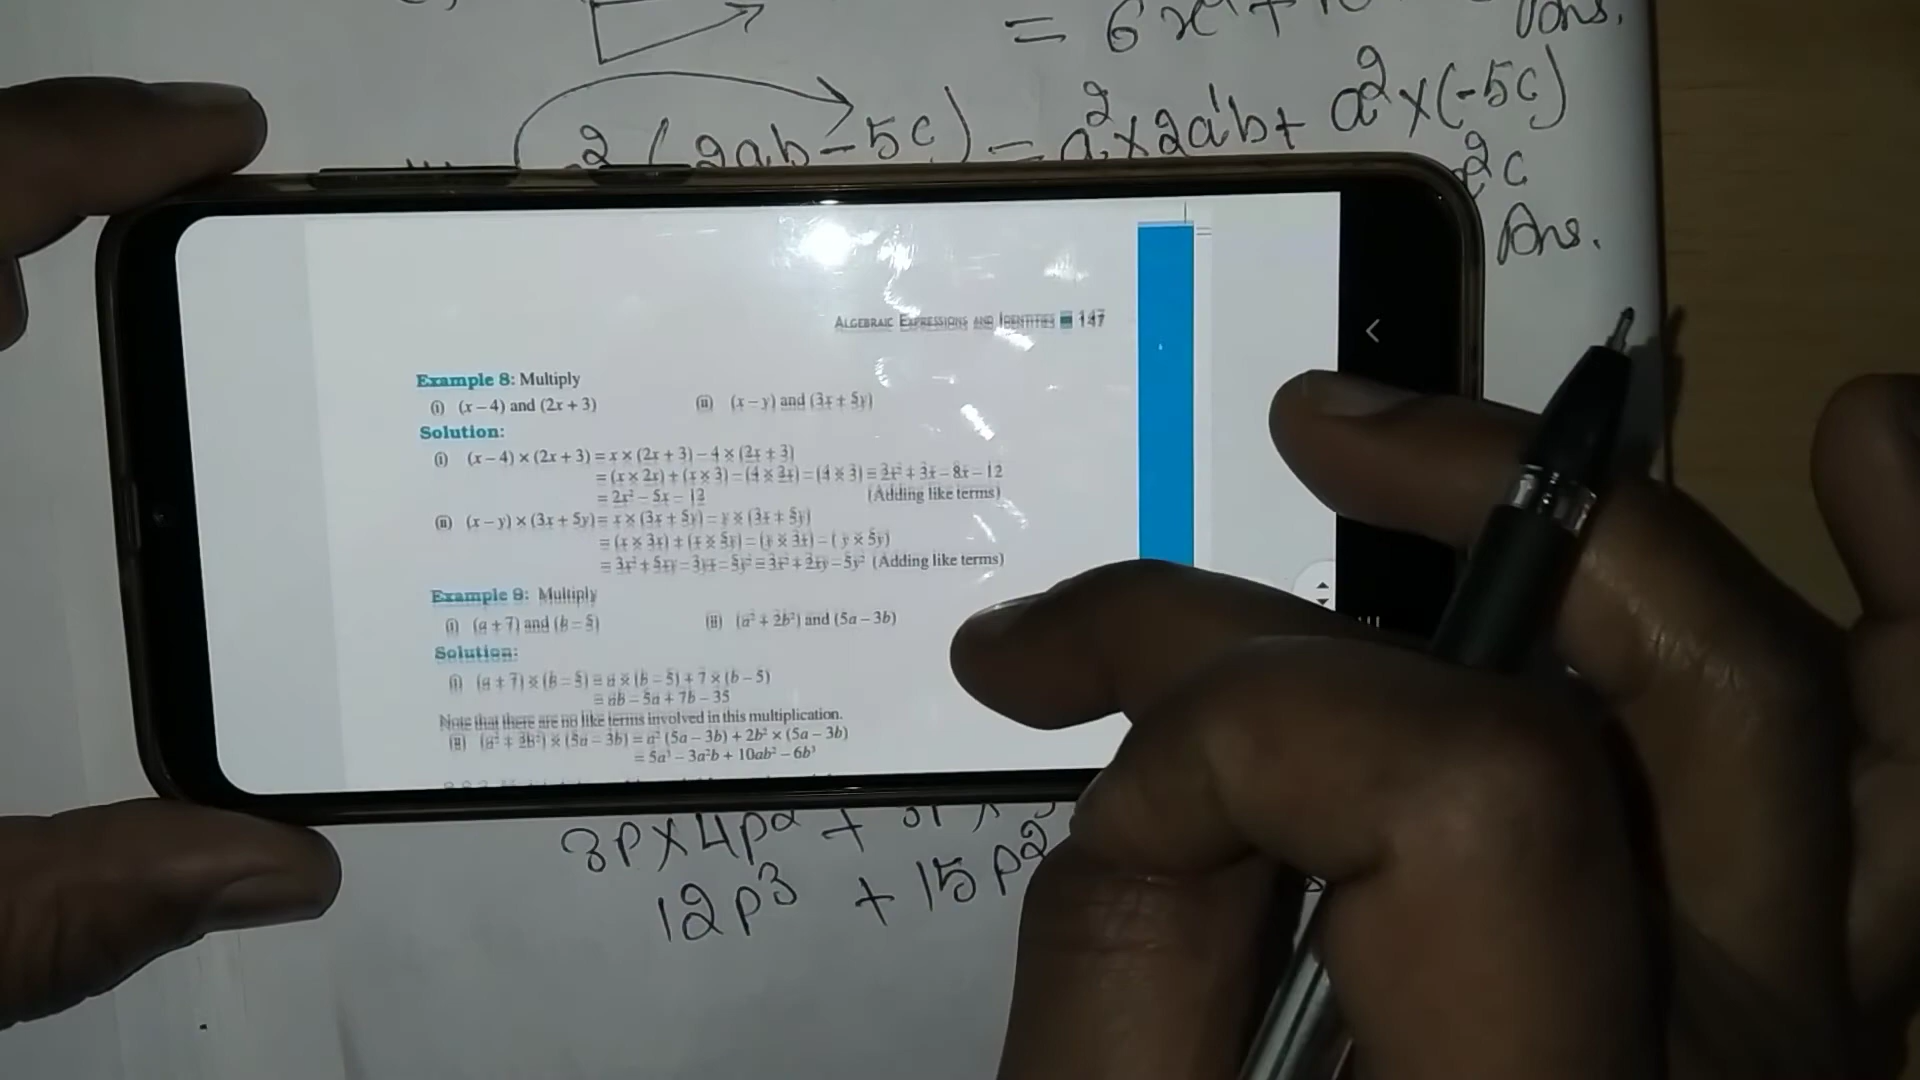 = 6x
Ans.
(2ab-5c) = a²×2a¹b+ a²×(-5c)
²c
Ans.
ALGEBRAIC EXPRESSIONS AND IDENTITIES 147
Example 8: Multiply
(i) (x – 4) and (2x + 3) (ii) (x – y) and (3x + 5y)
Solution:
(i) (x – 4) × (2x + 3) = x × (2x + 3) – 4 × (2x + 3)
= (x × 2x) + (x × 3) – (4 × 2x) – (4 × 3) = 2x² + 3x – 8x – 12
= 2x² – 5x – 12 (Adding like terms)
(ii) (x – y) × (3x + 5y) = x × (3x + 5y) – y × (3x + 5y)
= (x × 3x) + (x × 5y) – (y × 3x) – ( y × 5y)
= 3x² + 5xy – 3yx – 5y² = 3x² + 2xy – 5y² (Adding like terms)
Example 9: Multiply
(i) (a + 7) and (b – 5) (ii) (a² + 2b²) and (5a – 3b)
Solution:
(i) (a + 7) × (b – 5) = a × (b – 5) + 7 × (b – 5)
= ab – 5a + 7b – 35
Note that there are no like terms involved in this multiplication.
(ii) (a² + 2b²) × (5a – 3b) = a² (5a – 3b) + 2b² × (5a – 3b)
= 5a³ – 3a²b + 10ab² – 6b³
3P×4P² +
12P³ + 15P²